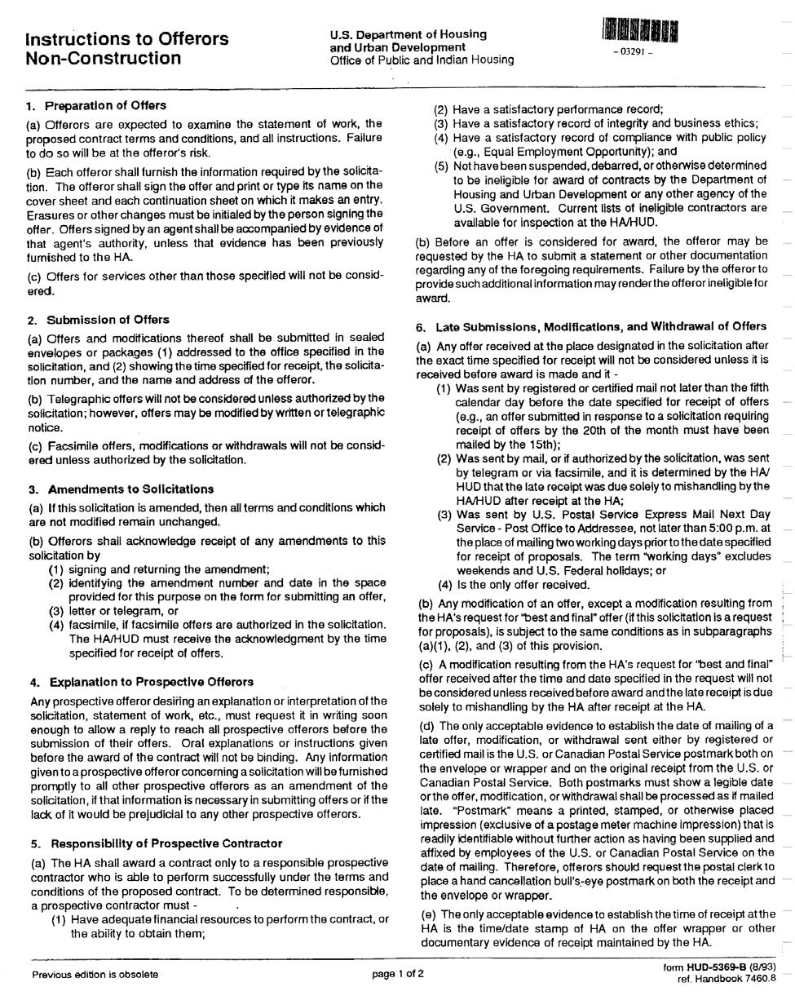 Instructions to Offerors
Non-Construction
U.S. Department of Housing
and Urban Development
Office of Public and Indian Housing
- 03291 -
1. Preparation of Offers
(a) Offerors are expected to examine the statement of work, the
proposed contract terms and conditions, and all instructions. Failure
to do so will be at the offeror's risk.
(b) Each offeror shall furnish the information required by the solicita-
tion. The offeror shall sign the offer and print or type its name on the
cover sheet and each continuation sheet on which it makes an entry.
Erasures or other changes must be initialed by the person signing the
offer. Offers signed by an agent shall be accompanied by evidence of
that agent's authority, unless that evidence has been previously
furnished to the HA.
(c) Offers for services other than those specified will not be consid-
ered.
2. Submission of Offers
(a) Offers and modifications thereof shall be submitted in sealed
envelopes or packages (1) addressed to the office specified in the
solicitation, and (2) showing the time specified for receipt, the solicita-
tion number, and the name and address of the offeror.
(b) Telegraphic offers will not be considered unless authorized by the
solicitation; however, offers may be modified by written or telegraphic
notice.
(c) Facsimile offers, modifications or withdrawals will not be consid-
ered unless authorized by the solicitation.
3. Amendments to Solicitations
(a) If this solicitation is amended, then all terms and conditions which
are not modified remain unchanged.
(b) Offerors shall acknowledge receipt of any amendments to this
solicitation by
(1) signing and returning the amendment;
(2) identifying the amendment number and date in the space
provided for this purpose on the form for submitting an offer,
(3) letter or telegram, or
(4) facsimile, if facsimile offers are authorized in the solicitation.
The HA/HUD must receive the acknowledgment by the time
specified for receipt of offers.
4. Explanation to Prospective Offerors
Any prospective offeror desiring an explanation or interpretation of the
solicitation, statement of work, etc., must request it in writing soon
enough to allow a reply to reach all prospective offerors before the
submission of their offers. Oral explanations or instructions given
before the award of the contract will not be binding. Any information
given to a prospective offeror concerning a solicitation will be furnished
promptly to all other prospective offerors as an amendment of the
solicitation, if that information is necessary in submitting offers or if the
lack of it would be prejudicial to any other prospective offerors.
5. Responsibility of Prospective Contractor
(a) The HA shall award a contract only to a responsible prospective
contractor who is able to perform successfully under the terms and
conditions of the proposed contract. To be determined responsible,
a prospective contractor must -
(1) Have adequate financial resources to perform the contract, or
the ability to obtain them;
(2) Have a satisfactory performance record;
(3) Have a satisfactory record of integrity and business ethics;
(4) Have a satisfactory record of compliance with public policy
(e.g., Equal Employment Opportunity); and
(5) Not have been suspended, debarred, or otherwise determined
to be ineligible for award of contracts by the Department of
Housing and Urban Development or any other agency of the
U.S. Government. Current lists of ineligible contractors are
available for inspection at the HA/HUD.
(b) Before an offer is considered for award, the offeror may be
requested by the HA to submit a statement or other documentation
regarding any of the foregoing requirements. Failure by the offeror to
provide such additional information may render the offeror ineligible for
award.
6. Late Submissions, Modifications, and Withdrawal of Offers
(a) Any offer received at the place designated in the solicitation after
the exact time specified for receipt will not be considered unless it is
received before award is made and it -
(1) Was sent by registered or certified mail not later than the fifth
calendar day before the date specified for receipt of offers
(e.g., an offer submitted in response to a solicitation requiring
receipt of offers by the 20th of the month must have been
mailed by the 15th);
(2) Was sent by mail, or if authorized by the solicitation, was sent
by telegram or via facsimile, and it is determined by the HA/
HUD that the late receipt was due solely to mishandling by the
HA/HUD after receipt at the HA;
(3) Was sent by U.S. Postal Service Express Mail Next Day
Service - Post Office to Addressee, not later than 5:00 p.m. at
the place of mailing two working days prior to the date specified
for receipt of proposals. The term "working days" excludes
weekends and U.S. Federal holidays; or
(4) Is the only offer received.
(b) Any modification of an offer, except a modification resulting from
the HA's request for "best and final" offer (if this solicitation is a request
for proposals), is subject to the same conditions as in subparagraphs
(a)(1), (2), and (3) of this provision.
(c) A modification resulting from the HA's request for "best and final"
offer received after the time and date specified in the request will not
be considered unless received before award and the late receipt is due
solely to mishandling by the HA after receipt at the HA.
(d) The only acceptable evidence to establish the date of mailing of a
late offer, modification, or withdrawal sent either by registered or
certified mail is the U.S. or Canadian Postal Service postmark both on
the envelope or wrapper and on the original receipt from the U.S. or
Canadian Postal Service. Both postmarks must show a legible date
or the offer, modification, or withdrawal shall be processed as if mailed
late. "Postmark" means a printed, stamped, or otherwise placed
impression (exclusive of a postage meter machine impression) that is
readily identifiable without further action as having been supplied and
affixed by employees of the U.S. or Canadian Postal Service on the
date of mailing. Therefore, offerors should request the postal clerk to
place a hand cancellation bull's-eye postmark on both the receipt and
the envelope or wrapper.
(e) The only acceptable evidence to establish the time of receipt at the
HA is the time/date stamp of HA on the offer wrapper or other
documentary evidence of receipt maintained by the HA.
Previous edition is obsolete
page 1 of 2
form HUD-5369-B (8/93)
ref. Handbook 7460.8